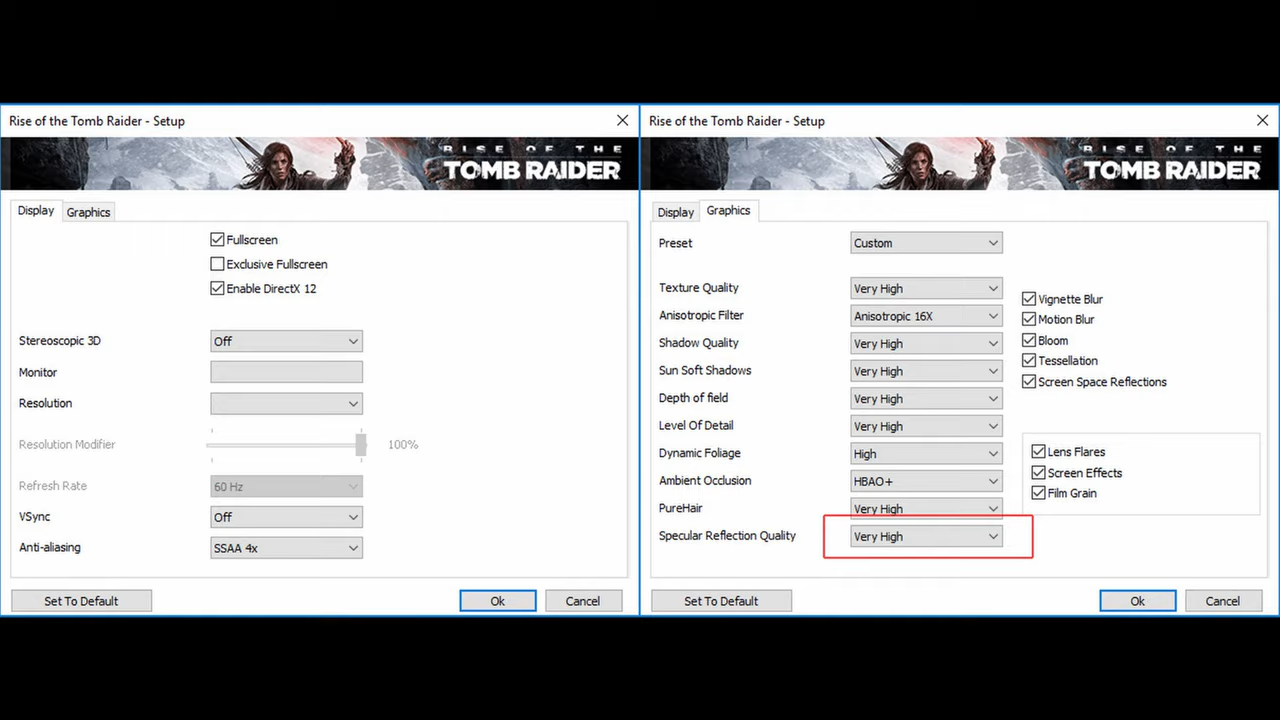 Rise of the Tomb Raider - Setup
RISE OF THE
TOMB RAIDER
Display
Graphics
Fullscreen
Exclusive Fullscreen
Enable DirectX 12
Stereoscopic 3D
Off
Monitor
Resolution
Resolution Modifier
100%
Refresh Rate
60 Hz
VSync
Off
Anti-aliasing
SSAA 4x
Set To Default
Ok
Cancel
Rise of the Tomb Raider - Setup
RISE OF THE
TOMB RAIDER
Display
Graphics
Preset
Custom
Texture Quality
Very High
Anisotropic Filter
Anisotropic 16X
Shadow Quality
Very High
Sun Soft Shadows
Very High
Depth of field
Very High
Level Of Detail
Very High
Dynamic Foliage
High
Ambient Occlusion
HBAO+
PureHair
Very High
Specular Reflection Quality
Very High
Vignette Blur
Motion Blur
Bloom
Tessellation
Screen Space Reflections
Lens Flares
Screen Effects
Film Grain
Set To Default
Ok
Cancel